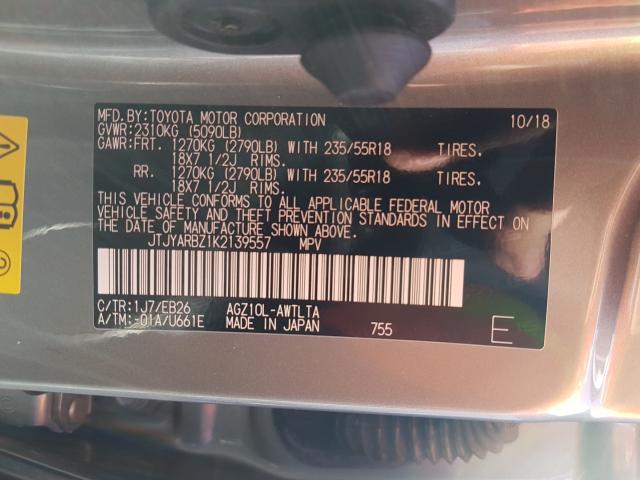 MFD.BY:TOYOTA MOTOR CORPORATION 10/18
GVWR:2310KG (5090LB)
GAWR:FRT. 1270KG (2790LB) WITH 235/55R18 TIRES,
18X7 1/2J RIMS.
RR. 1270KG (2790LB) WITH 235/55R18 TIRES,
18X7 1/2J RIMS.
THIS VEHICLE CONFORMS TO ALL APPLICABLE FEDERAL MOTOR
VEHICLE SAFETY AND THEFT PREVENTION STANDARDS IN EFFECT ON
THE DATE OF MANUFACTURE SHOWN ABOVE.
JTJYARBZ1K2139557 MPV
C/TR:1J7/EB26 AGZ10L-AWTLTA
A/TM:-01A/U661E MADE IN JAPAN 755 E